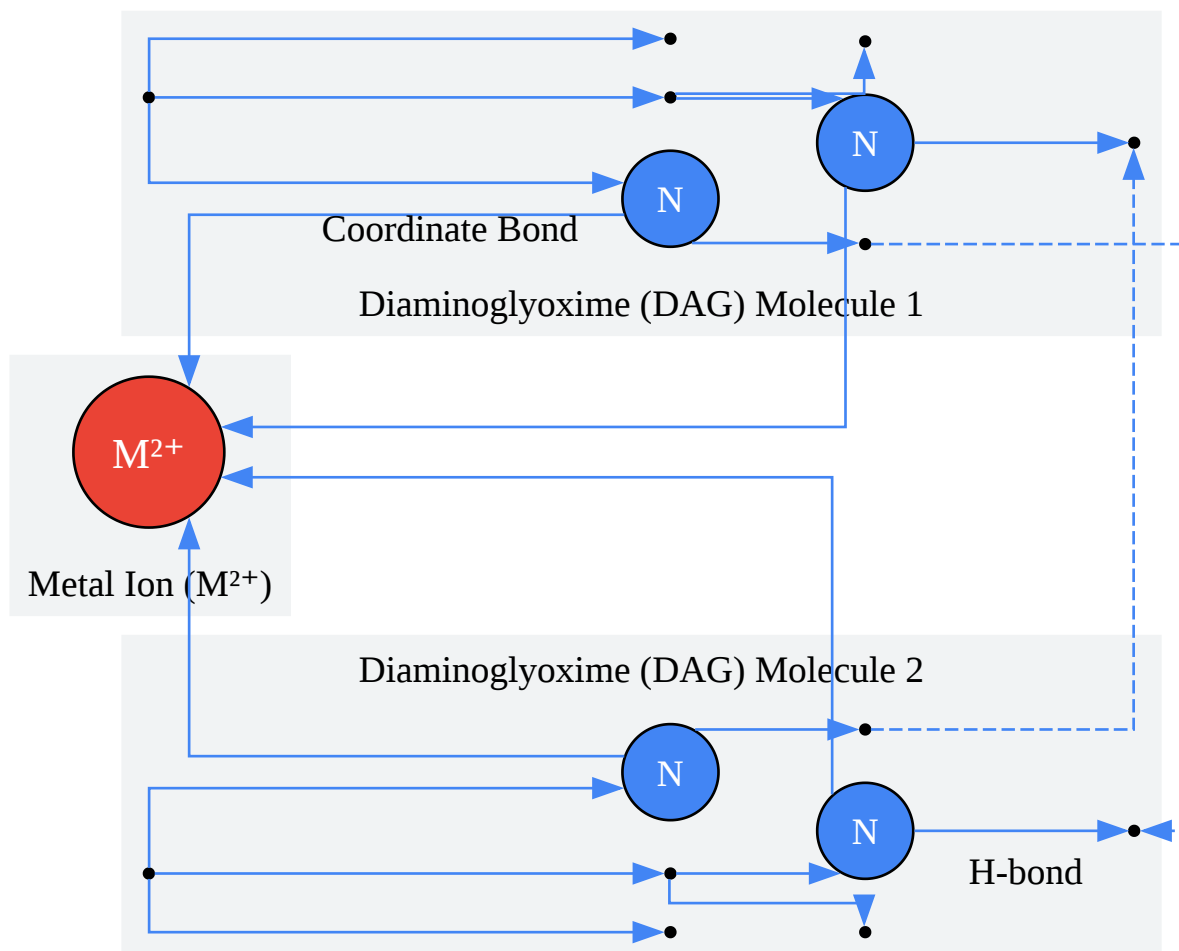 N
N
Coordinate Bond
Diaminoglyoxime (DAG) Molecule 1
M²⁺
Metal Ion (M²⁺)
Diaminoglyoxime (DAG) Molecule 2
N
N
H-bond